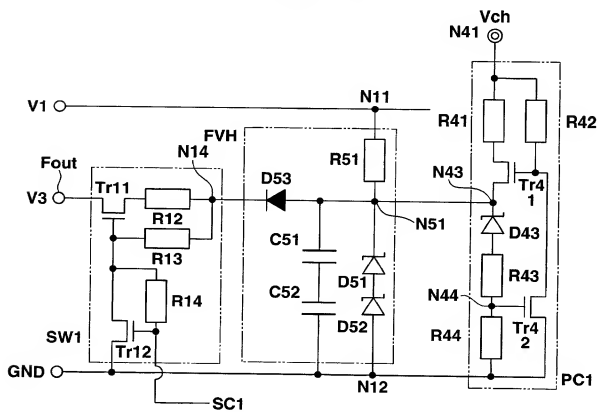 Vch
N41
V1
N11
FVH
R41
R42
Fout
N14
R51
N43
Tr4
1
V3
Tr11
D53
R12
N51
D43
R13
C51
D51
R43
R14
C52
D52
N44
Tr4
2
SW1
Tr12
R44
GND
N12
PC1
SC1